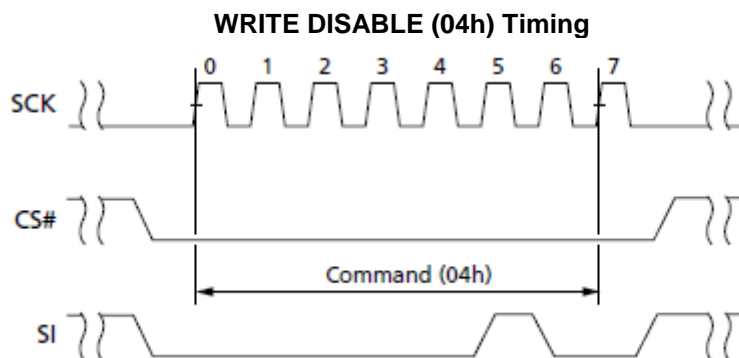 WRITE DISABLE (04h) Timing
0 1 2 3 4 5 6 7
SCK
CS#
Command (04h)
SI